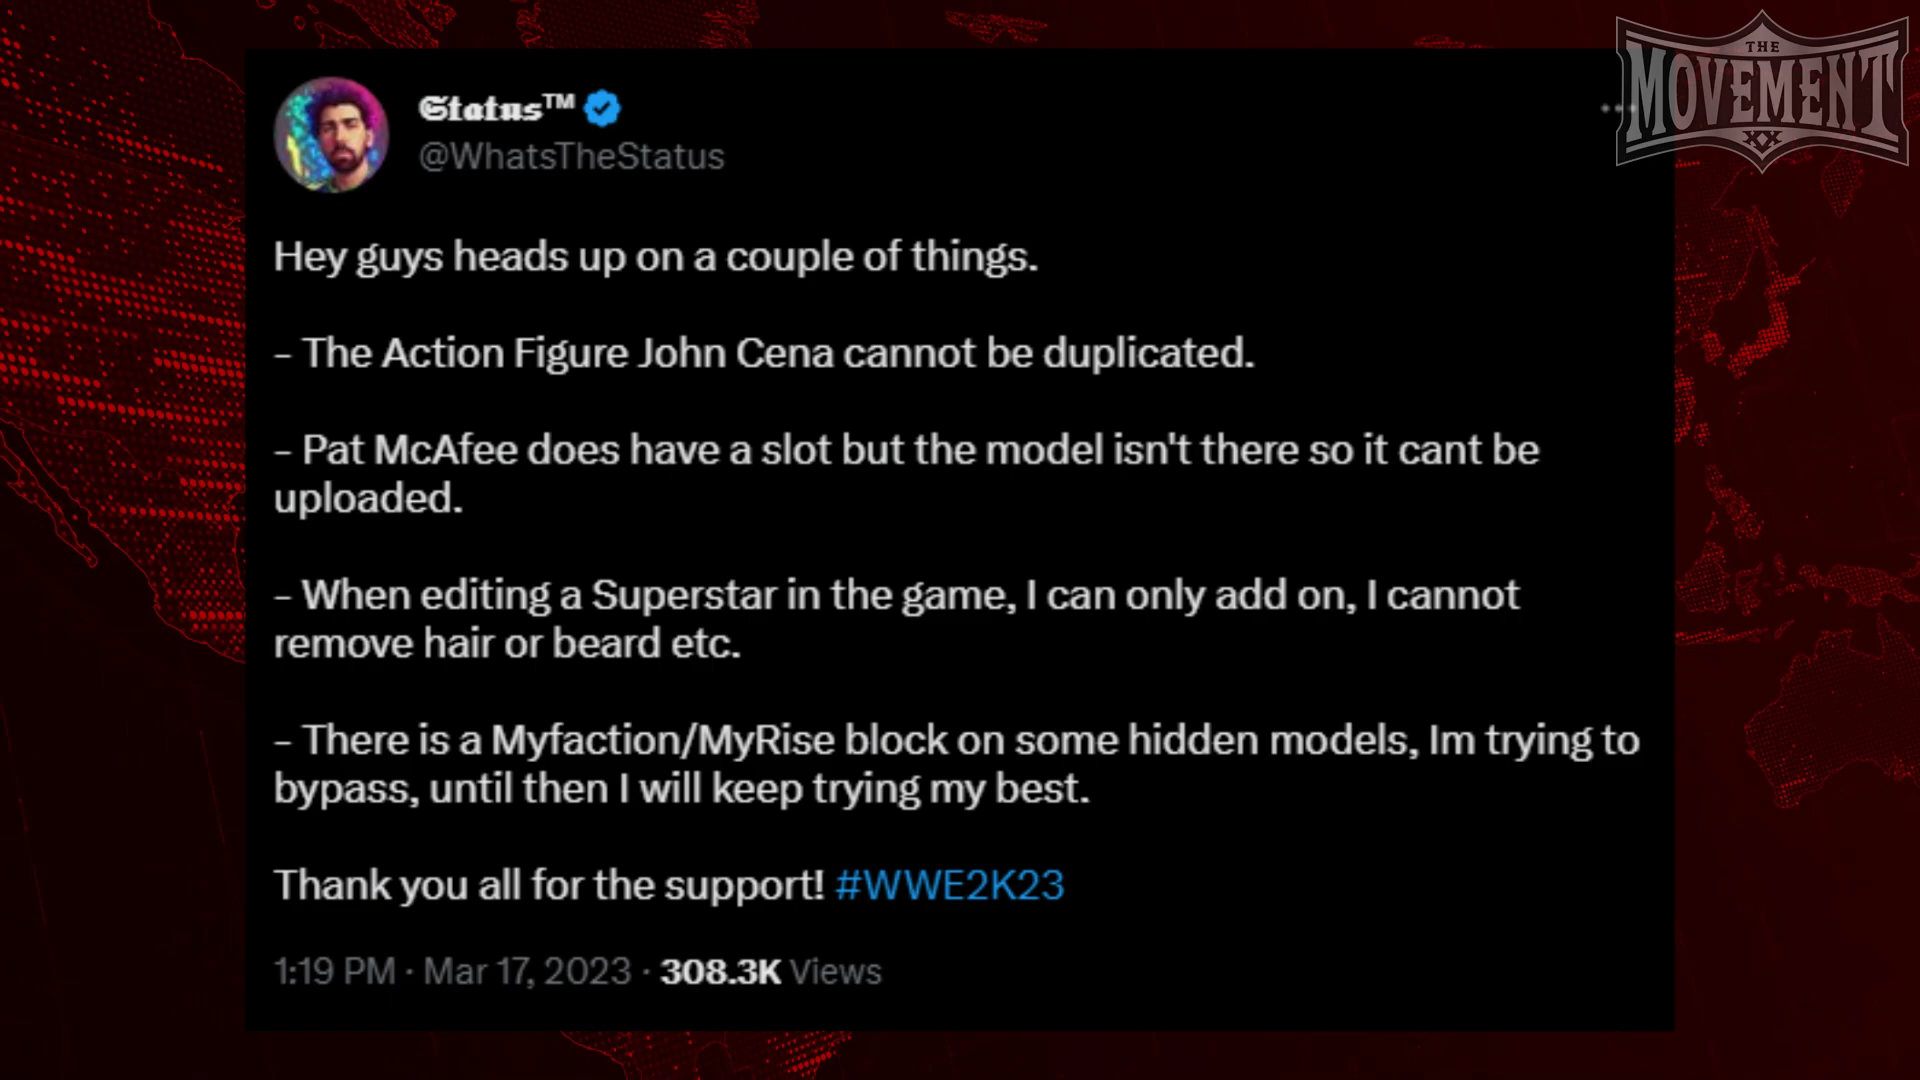 THE
MOVEMENT
XX
Status™
@WhatsTheStatus
Hey guys heads up on a couple of things.
– The Action Figure John Cena cannot be duplicated.
– Pat McAfee does have a slot but the model isn't there so it cant be
uploaded.
– When editing a Superstar in the game, I can only add on, I cannot
remove hair or beard etc.
– There is a Myfaction/MyRise block on some hidden models, Im trying to
bypass, until then I will keep trying my best.
Thank you all for the support! #WWE2K23
1:19 PM · Mar 17, 2023 · 308.3K Views